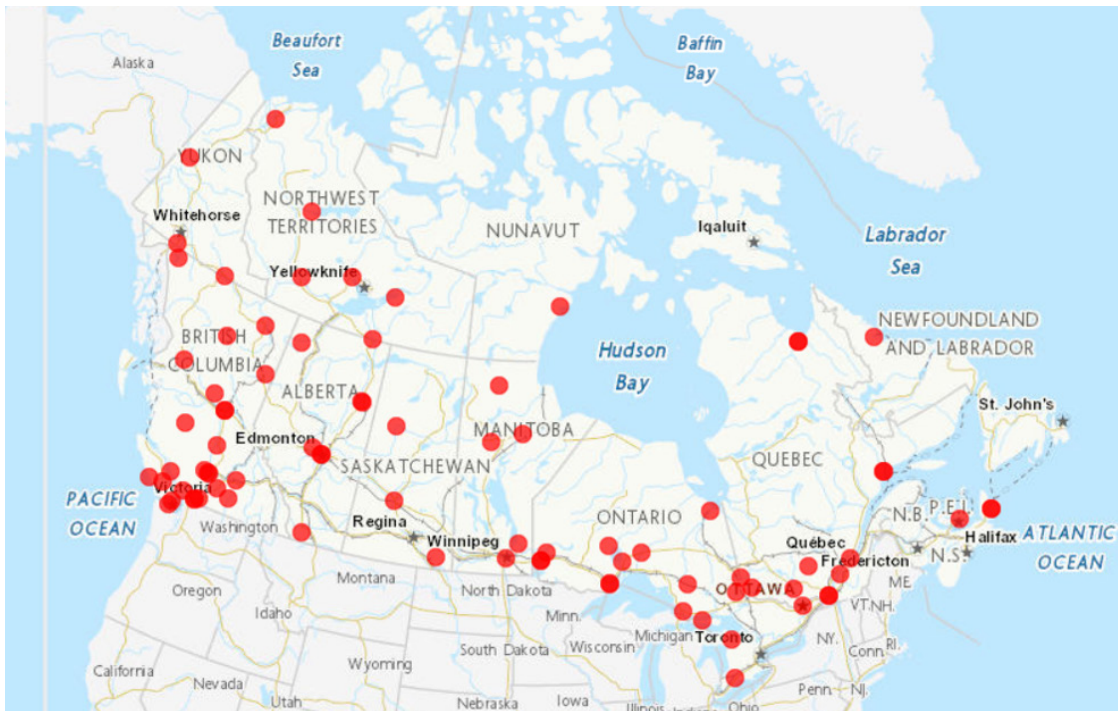 Beaufort
Sea
Baffin
Bay
Alaska
YUKON
NORTHWEST
TERRITORIES
Whitehorse
NUNAVUT
Iqaluit
Labrador
Sea
Yellowknife
NEWFOUNDLAND
AND LABRADOR
BRITISH
COLUMBIA
Hudson
Bay
ALBERTA
St. John's
MANITOBA
Edmonton
SASKATCHEWAN
QUEBEC
Victoria
PACIFIC
OCEAN
Washington
Regina
Winnipeg
ONTARIO
Québec
N.B.
P.E.I.
Halifax
Fredericton
N.S.
ATLANTIC
OCEAN
Montana
North Dakota
Minn.
OTTAWA
ME
VT.
NH.
Oregon
Idaho
South Dakota
Wisconsin
Michigan
Toronto
NY.
Conn.
RI.
Wyoming
California
Nevada
Utah
Nebraska
Iowa
Illinois
Indiana
Ohio
Penn.
NJ.